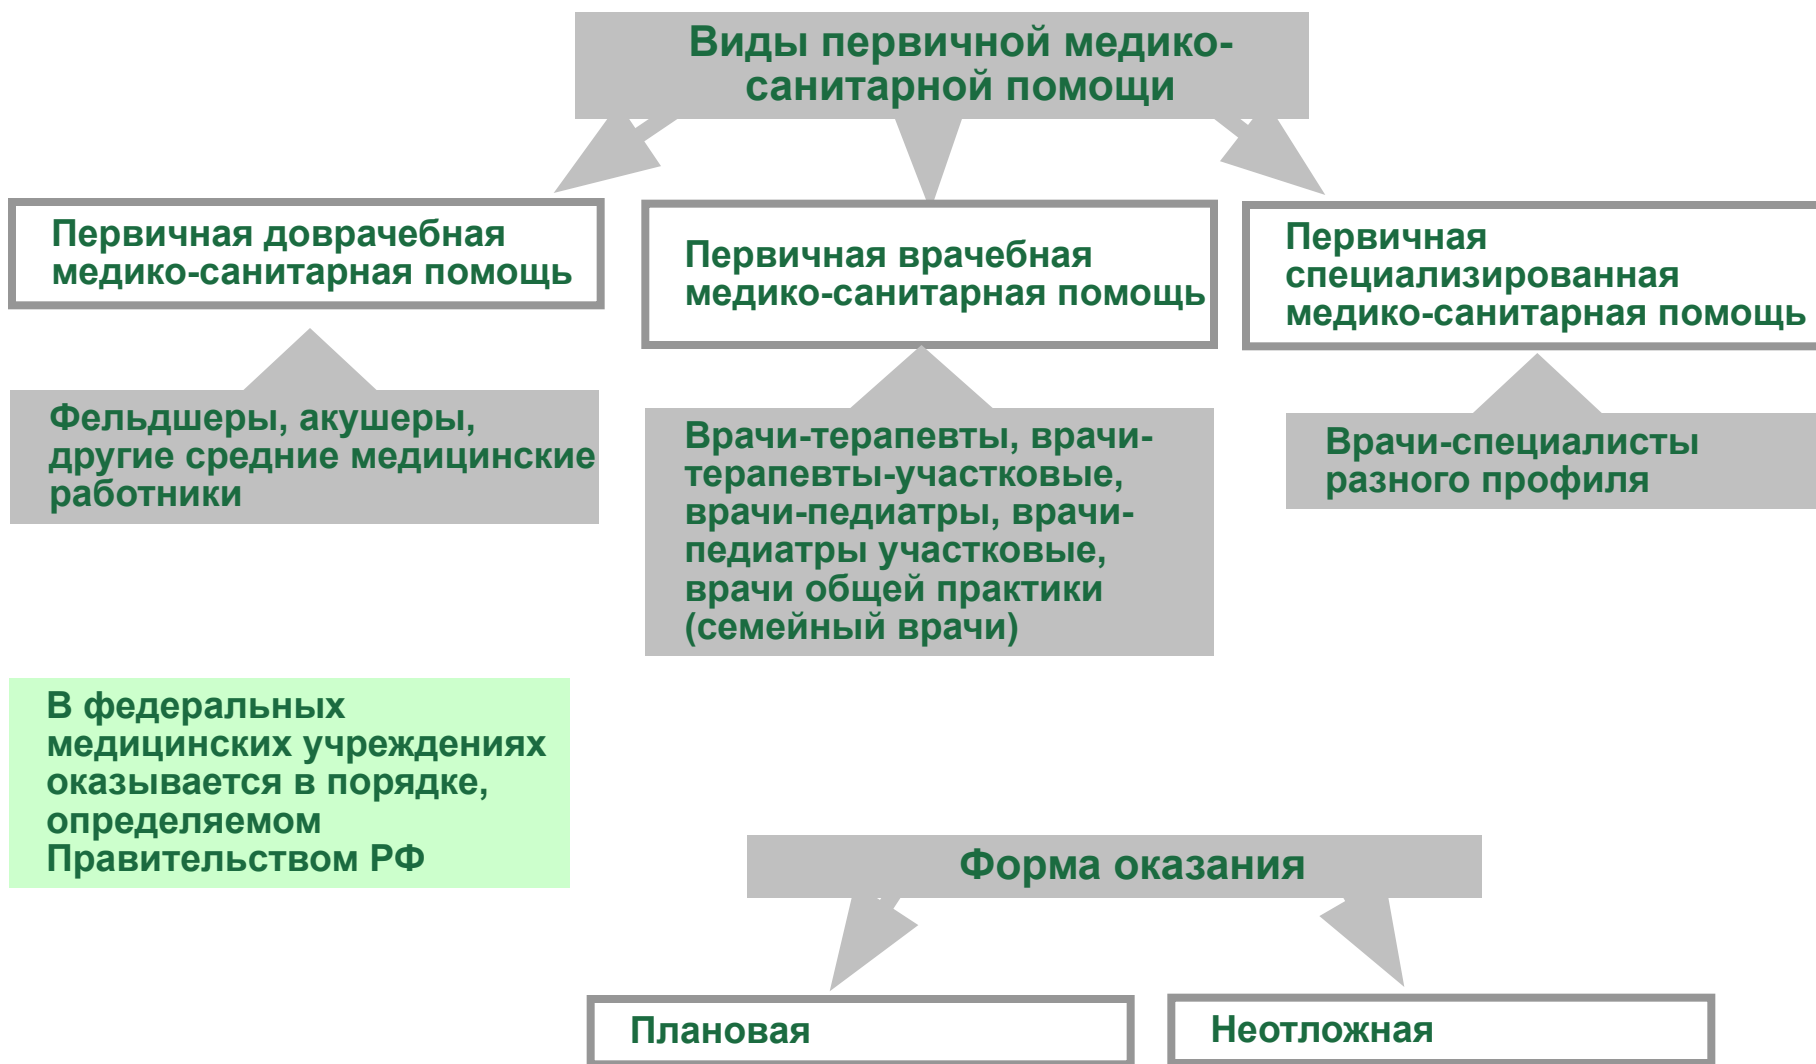 Виды первичной медико-
санитарной помощи
Первичная доврачебная
медико-санитарная помощь
Первичная врачебная
медико-санитарная помощь
Первичная
специализированная
медико-санитарная помощь
Фельдшеры, акушеры,
другие средние медицинские
работники
Врачи-терапевты, врачи-
терапевты-участковые,
врачи-педиатры, врачи-
педиатры участковые,
врачи общей практики
(семейный врачи)
Врачи-специалисты
разного профиля
В федеральных
медицинских учреждениях
оказывается в порядке,
определяемом
Правительством РФ
Форма оказания
Плановая
Неотложная